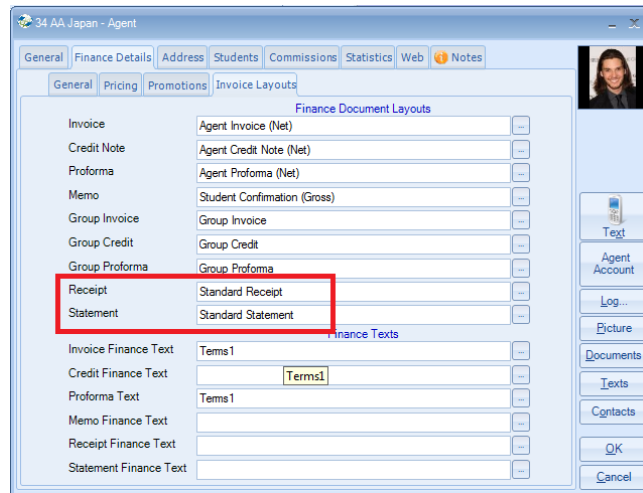 34 AA Japan - Agent
General Finance Details Address Students Commissions Statistics Web Notes
General Pricing Promotions Invoice Layouts
Finance Document Layouts
Invoice Agent Invoice (Net) ...
Credit Note Agent Credit Note (Net) ...
Proforma Agent Proforma (Net) ...
Memo Student Confirmation (Gross) ...
Group Invoice Group Invoice ...
Group Credit Group Credit ...
Group Proforma Group Proforma ...
Receipt Standard Receipt ...
Statement Standard Statement ...
Finance Texts
Invoice Finance Text Terms1 ...
Credit Finance Text Terms1 ...
Proforma Text Terms1 ...
Memo Finance Text ...
Receipt Finance Text ...
Statement Finance Text ...
Text
Agent
Account
Log...
Picture
Documents
Texts
Contacts
OK
Cancel